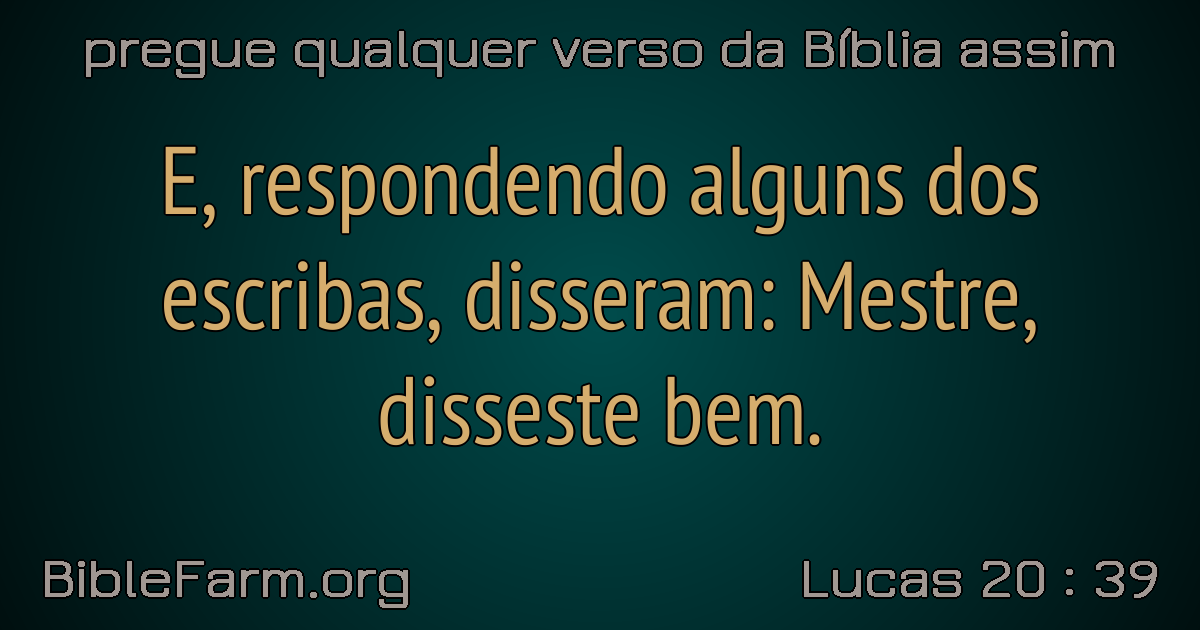 pregue qualquer verso da Bíblia assim
E, respondendo alguns dos
escribas, disseram: Mestre,
disseste bem.
BibleFarm.org
Lucas 20 : 39